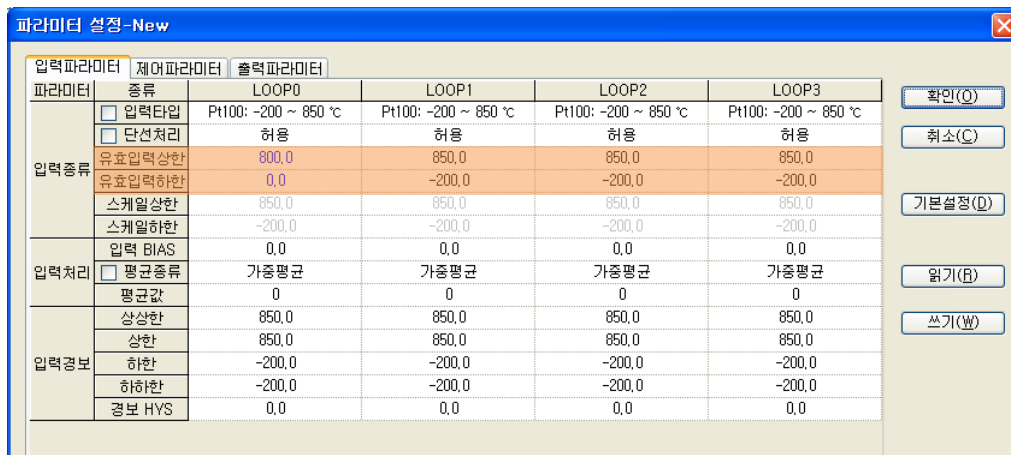 파라미터 설정-New
입력파라미터 제어파라미터 출력파라미터
파라미터 종류 LOOP0 LOOP1 LOOP2 LOOP3
입력종류 입력타입 Pt100: -200 ~ 850 ℃ Pt100: -200 ~ 850 ℃ Pt100: -200 ~ 850 ℃ Pt100: -200 ~ 850 ℃
단선처리 허용 허용 허용 허용
유효입력상한 800,0 850,0 850,0 850,0
유효입력하한 0,0 -200,0 -200,0 -200,0
스케일상한 850,0 850,0 850,0 850,0
스케일하한 -200,0 -200,0 -200,0 -200,0
입력처리 입력 BIAS 0,0 0,0 0,0 0,0
평균종류 가중평균 가중평균 가중평균 가중평균
평균값 0 0 0 0
입력경보 상상한 850,0 850,0 850,0 850,0
상한 850,0 850,0 850,0 850,0
하한 -200,0 -200,0 -200,0 -200,0
하하한 -200,0 -200,0 -200,0 -200,0
경보 HYS 0,0 0,0 0,0 0,0
확인(O)
취소(C)
기본설정(D)
읽기(R)
쓰기(W)